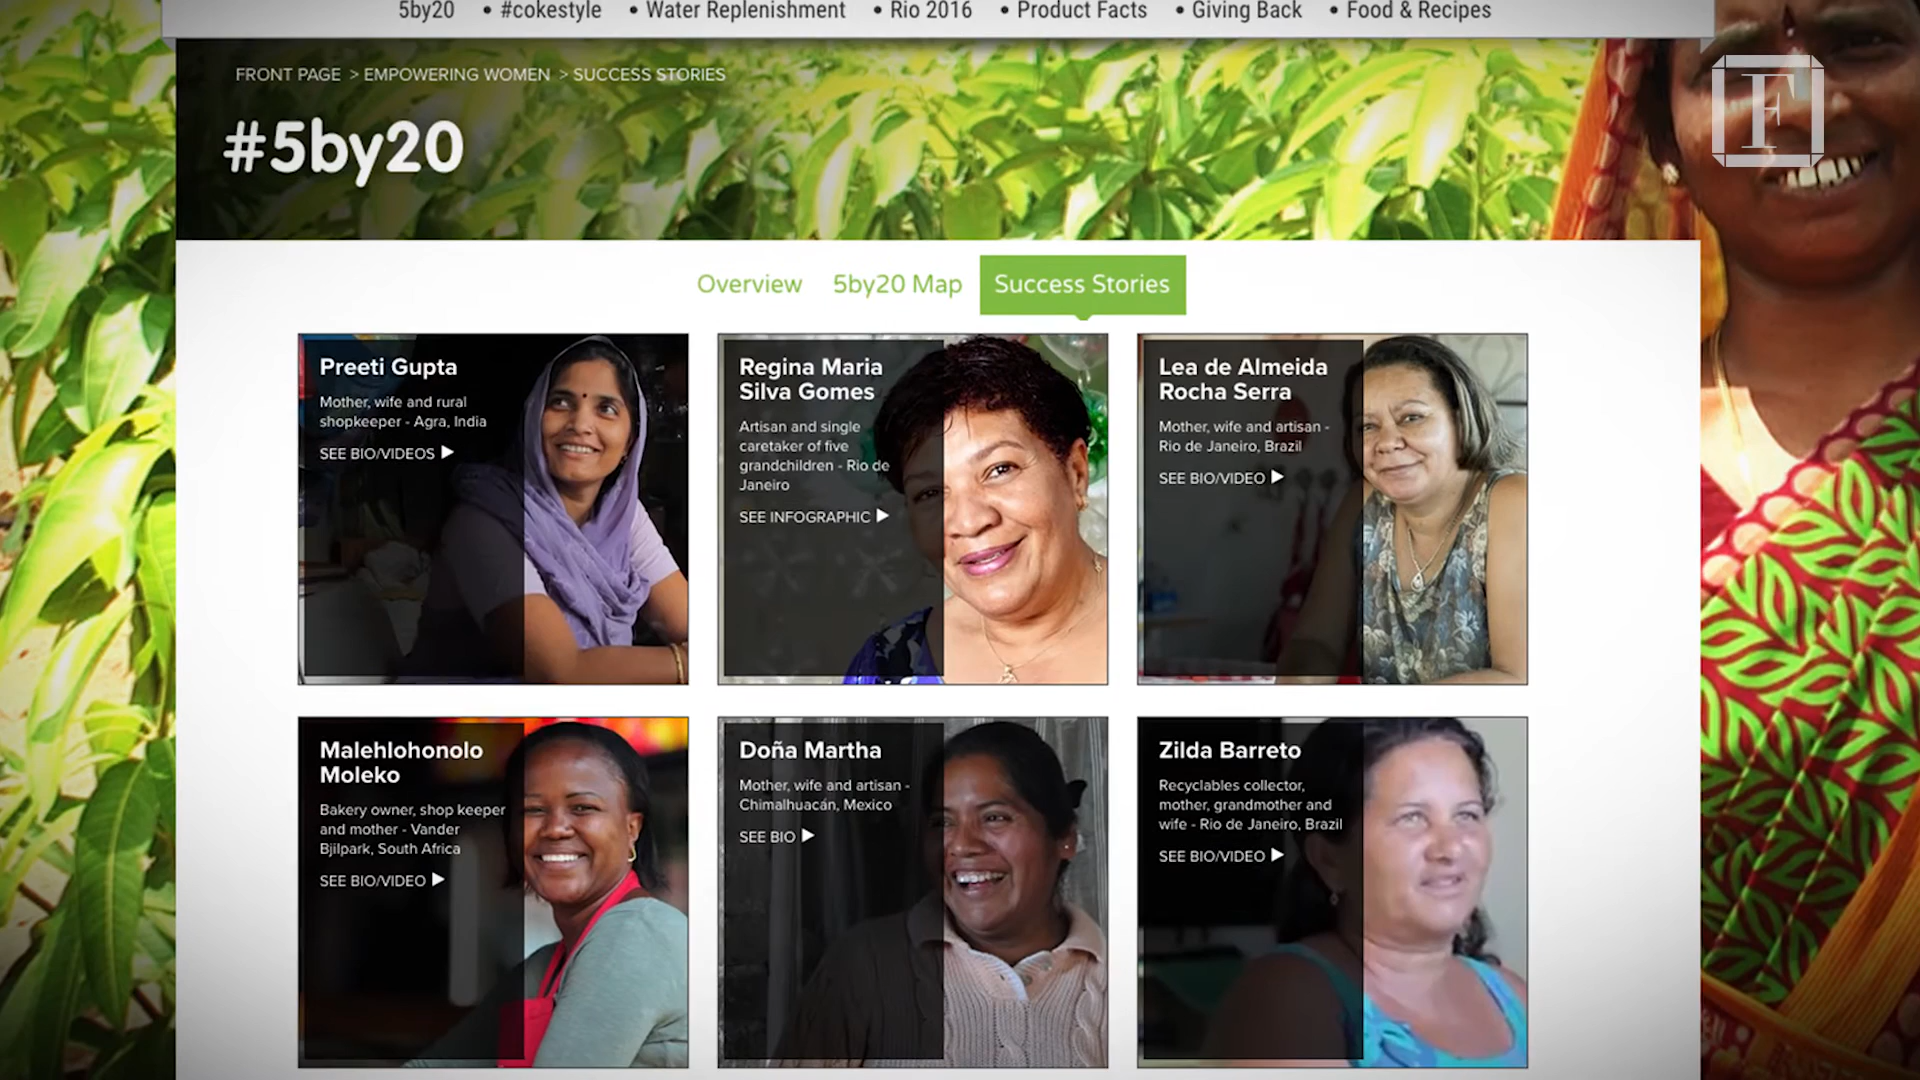 5by20 • #cokestyle • Water Replenishment • Rio 2016 • Product Facts • Giving Back • Food & Recipes
FRONT PAGE > EMPOWERING WOMEN > SUCCESS STORIES
F
#5by20
Overview 5by20 Map Success Stories
Preeti Gupta
Mother, wife and rural
shopkeeper - Agra, India
SEE BIO/VIDEOS
Regina Maria
Silva Gomes
Artisan and single
caretaker of five
grandchildren - Rio de
Janeiro
SEE INFOGRAPHIC
Lea de Almeida
Rocha Serra
Mother, wife and artisan -
Rio de Janeiro, Brazil
SEE BIO/VIDEO
Malehlohonolo
Moleko
Bakery owner, shop keeper
and mother - Vander
Bjilpark, South Africa
SEE BIO/VIDEO
Doña Martha
Mother, wife and artisan -
Chimalhuacán, Mexico
SEE BIO
Zilda Barreto
Recyclables collector,
mother, grandmother and
wife - Rio de Janeiro, Brazil
SEE BIO/VIDEO